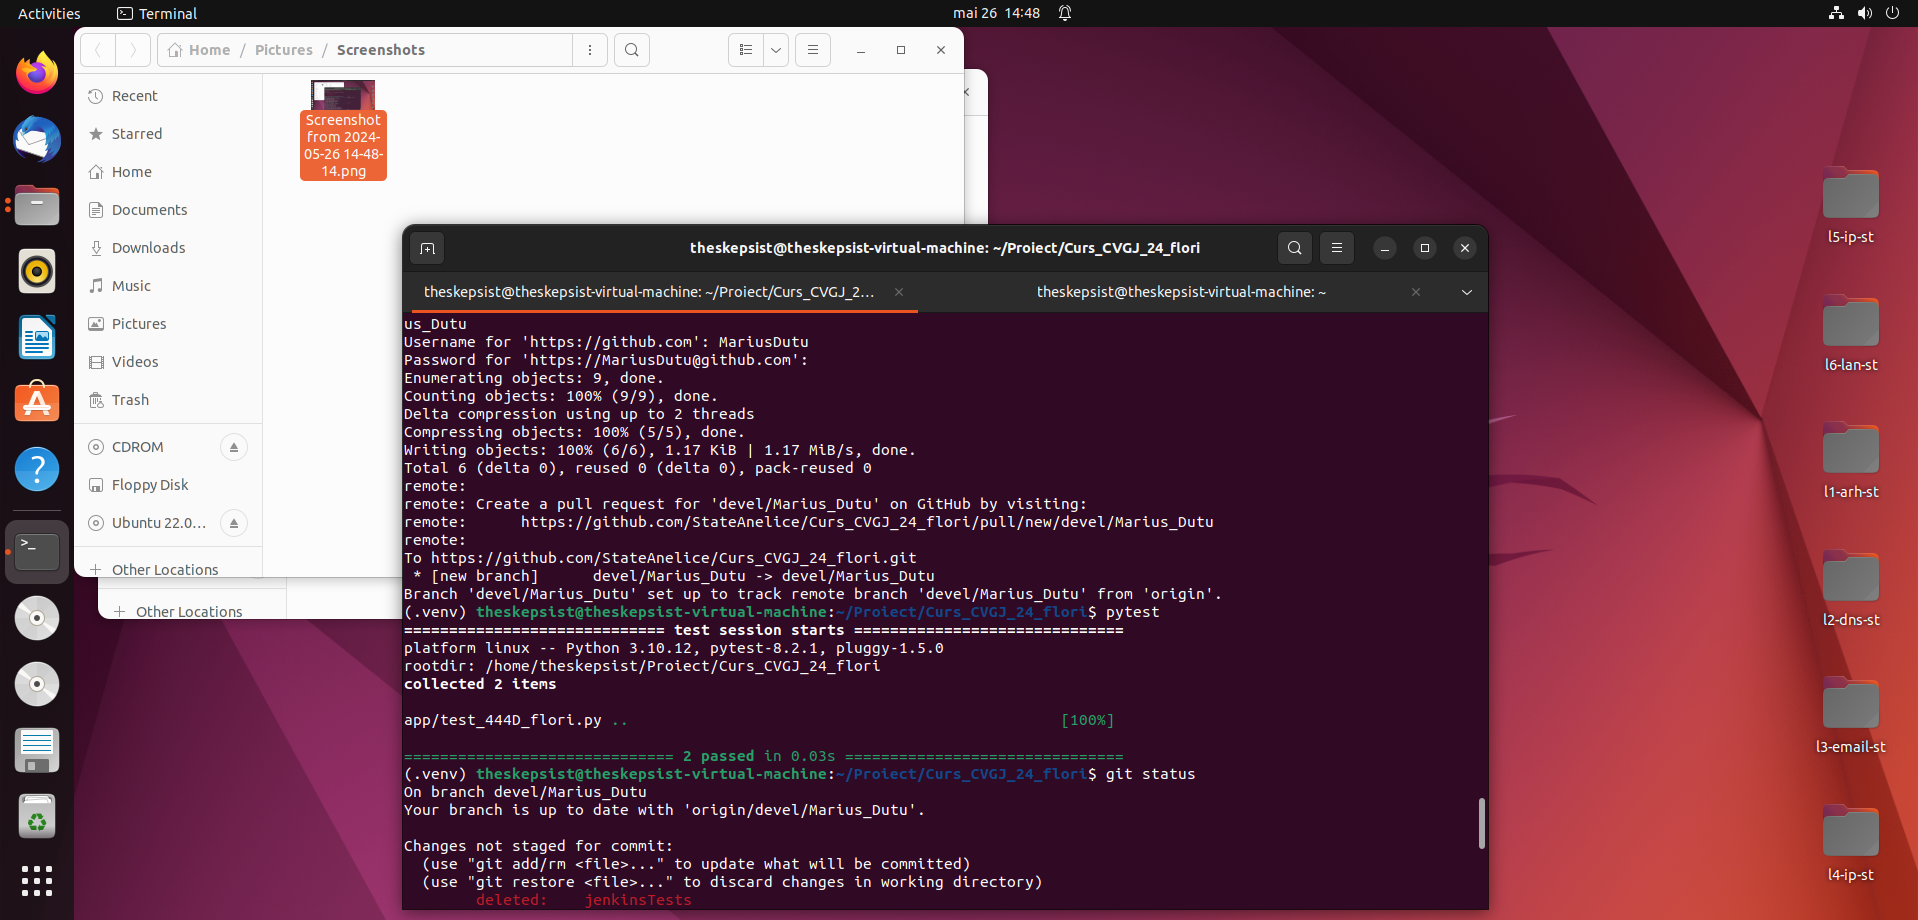 Activities
Terminal
mai 26 14:48
Home / Pictures / Screenshots
Recent
Starred
Home
Documents
Downloads
Music
Pictures
Videos
Trash
CDROM
Floppy Disk
Ubuntu 22.0…
+ Other Locations
+ Other Locations
Screenshot
from 2024-
05-26 14-48-
14.png
theskepsist@theskepsist-virtual-machine: ~/Proiect/Curs_CVGJ_24_flori
theskepsist@theskepsist-virtual-machine: ~/Proiect/Curs_CVGJ_2…
theskepsist@theskepsist-virtual-machine: ~
us_Dutu
Username for 'https://github.com': MariusDutu
Password for 'https://MariusDutu@github.com':
Enumerating objects: 9, done.
Counting objects: 100% (9/9), done.
Delta compression using up to 2 threads
Compressing objects: 100% (5/5), done.
Writing objects: 100% (6/6), 1.17 KiB | 1.17 MiB/s, done.
Total 6 (delta 0), reused 0 (delta 0), pack-reused 0
remote:
remote: Create a pull request for 'devel/Marius_Dutu' on GitHub by visiting:
remote:      https://github.com/StateAnelice/Curs_CVGJ_24_flori/pull/new/devel/Marius_Dutu
remote:
To https://github.com/StateAnelice/Curs_CVGJ_24_flori.git
 * [new branch]      devel/Marius_Dutu -> devel/Marius_Dutu
Branch 'devel/Marius_Dutu' set up to track remote branch 'devel/Marius_Dutu' from 'origin'.
(.venv) theskepsist@theskepsist-virtual-machine:~/Proiect/Curs_CVGJ_24_flori$ pytest
============================= test session starts ==============================
platform linux -- Python 3.10.12, pytest-8.2.1, pluggy-1.5.0
rootdir: /home/theskepsist/Proiect/Curs_CVGJ_24_flori
collected 2 items
app/test_444D_flori.py ..                                                [100%]
============================== 2 passed in 0.03s ===============================
(.venv) theskepsist@theskepsist-virtual-machine:~/Proiect/Curs_CVGJ_24_flori$ git status
On branch devel/Marius_Dutu
Your branch is up to date with 'origin/devel/Marius_Dutu'.
Changes not staged for commit:
  (use "git add/rm <file>..." to update what will be committed)
  (use "git restore <file>..." to discard changes in working directory)
        deleted:    jenkinsTests
l5-ip-st
l6-lan-st
l1-arh-st
l2-dns-st
l3-email-st
l4-ip-st